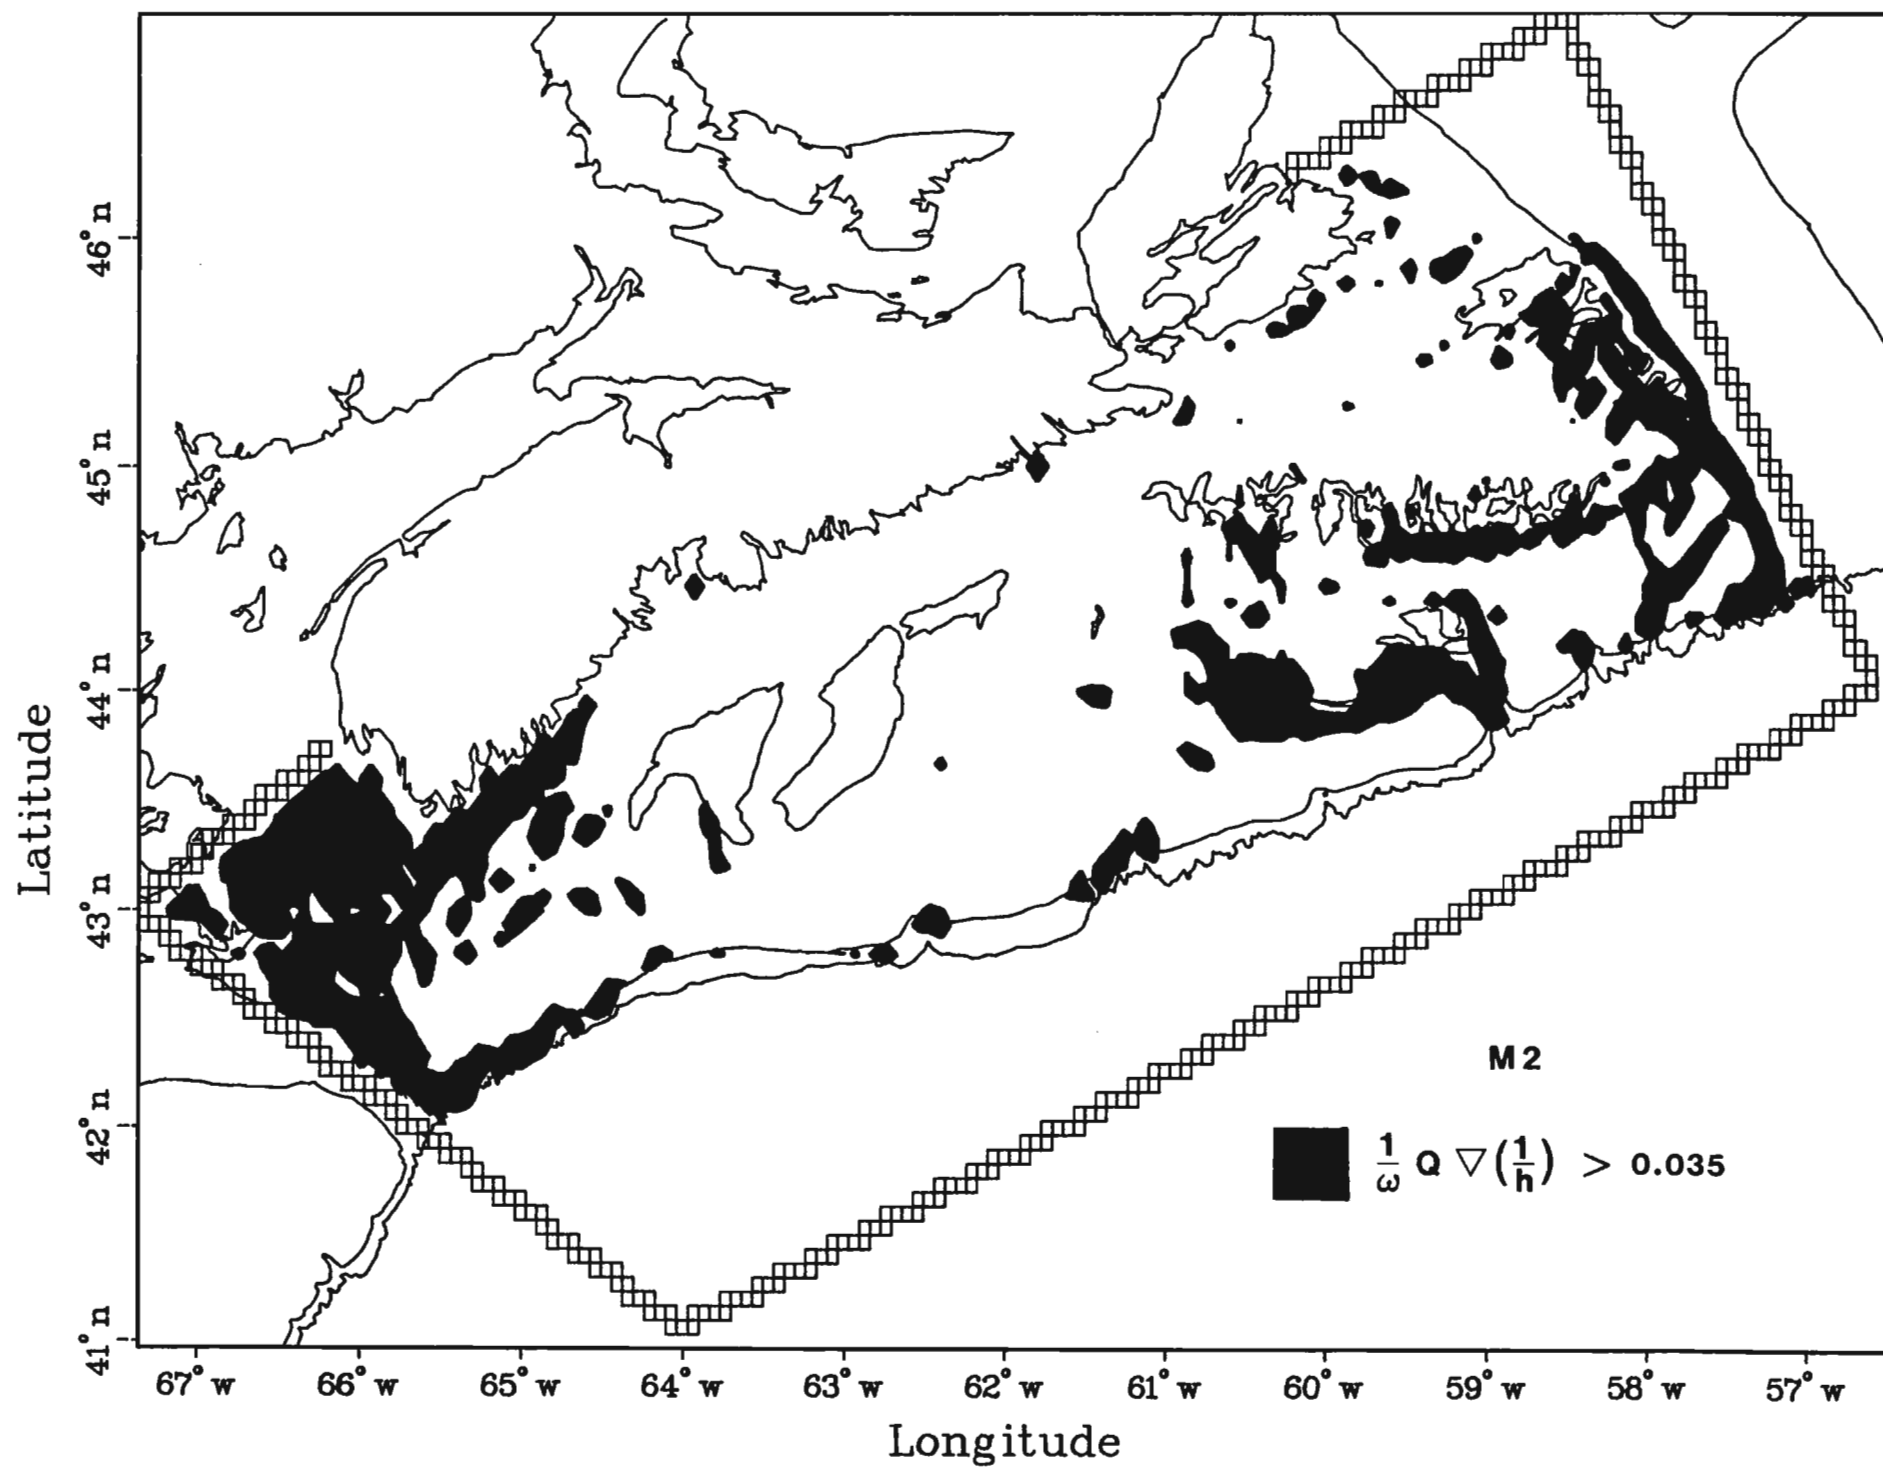 46° n
45° n
44° n
43° n
42° n
41° n
Latitude
67° w 66° w 65° w 64° w 63° w 62° w 61° w 60° w 59° w 58° w 57° w
Longitude
M2
1/ω Q ▽(1/h) > 0.035